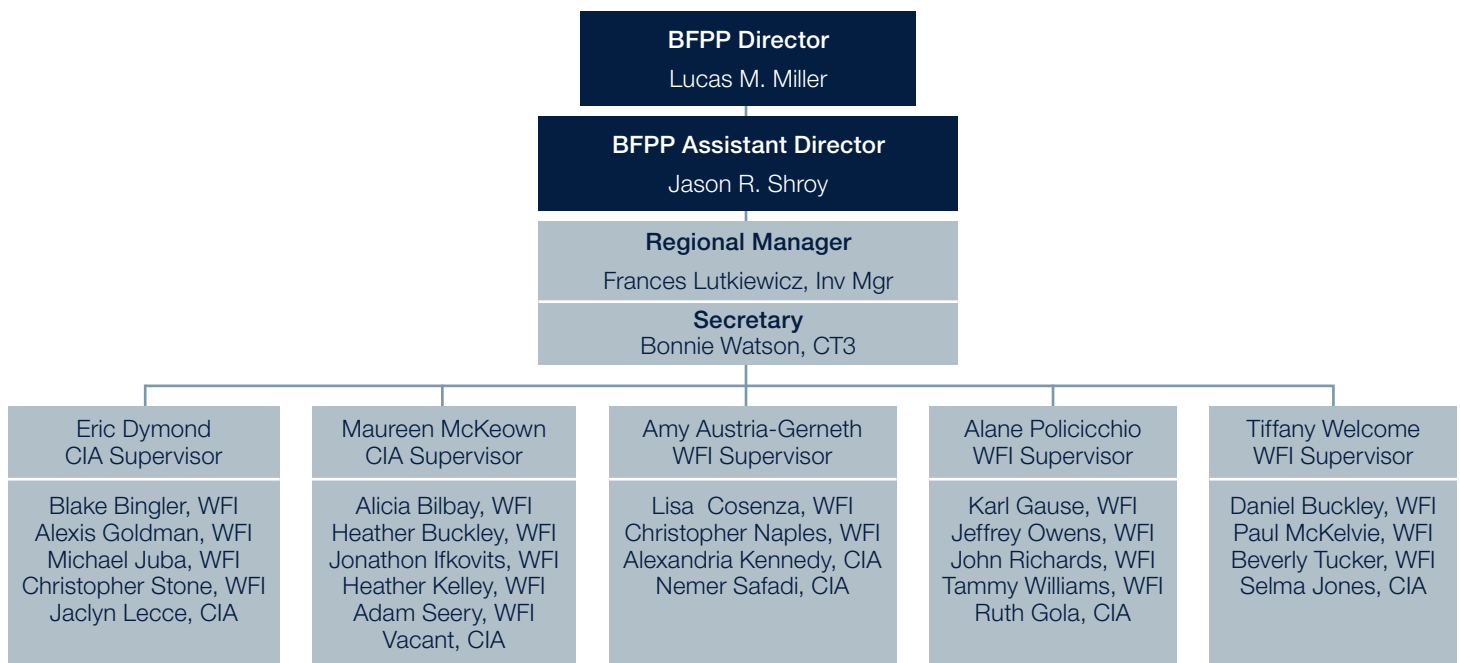 BFPP Director
Lucas M. Miller
BFPP Assistant Director
Jason R. Shroy
Regional Manager
Frances Lutkiewicz, Inv Mgr
Secretary
Bonnie Watson, CT3
Eric Dymond
CIA Supervisor
Blake Bingler, WFI
Alexis Goldman, WFI
Michael Juba, WFI
Christopher Stone, WFI
Jaclyn Lecce, CIA
Maureen McKeown
CIA Supervisor
Alicia Bilbay, WFI
Heather Buckley, WFI
Jonathon Ifkovits, WFI
Heather Kelley, WFI
Adam Seery, WFI
Vacant, CIA
Amy Austria-Gerneth
WFI Supervisor
Lisa  Cosenza, WFI
Christopher Naples, WFI
Alexandria Kennedy, CIA
Nemer Safadi, CIA
Alane Policicchio
WFI Supervisor
Karl Gause, WFI
Jeffrey Owens, WFI
John Richards, WFI
Tammy Williams, WFI
Ruth Gola, CIA
Tiffany Welcome
WFI Supervisor
Daniel Buckley, WFI
Paul McKelvie, WFI
Beverly Tucker, WFI
Selma Jones, CIA